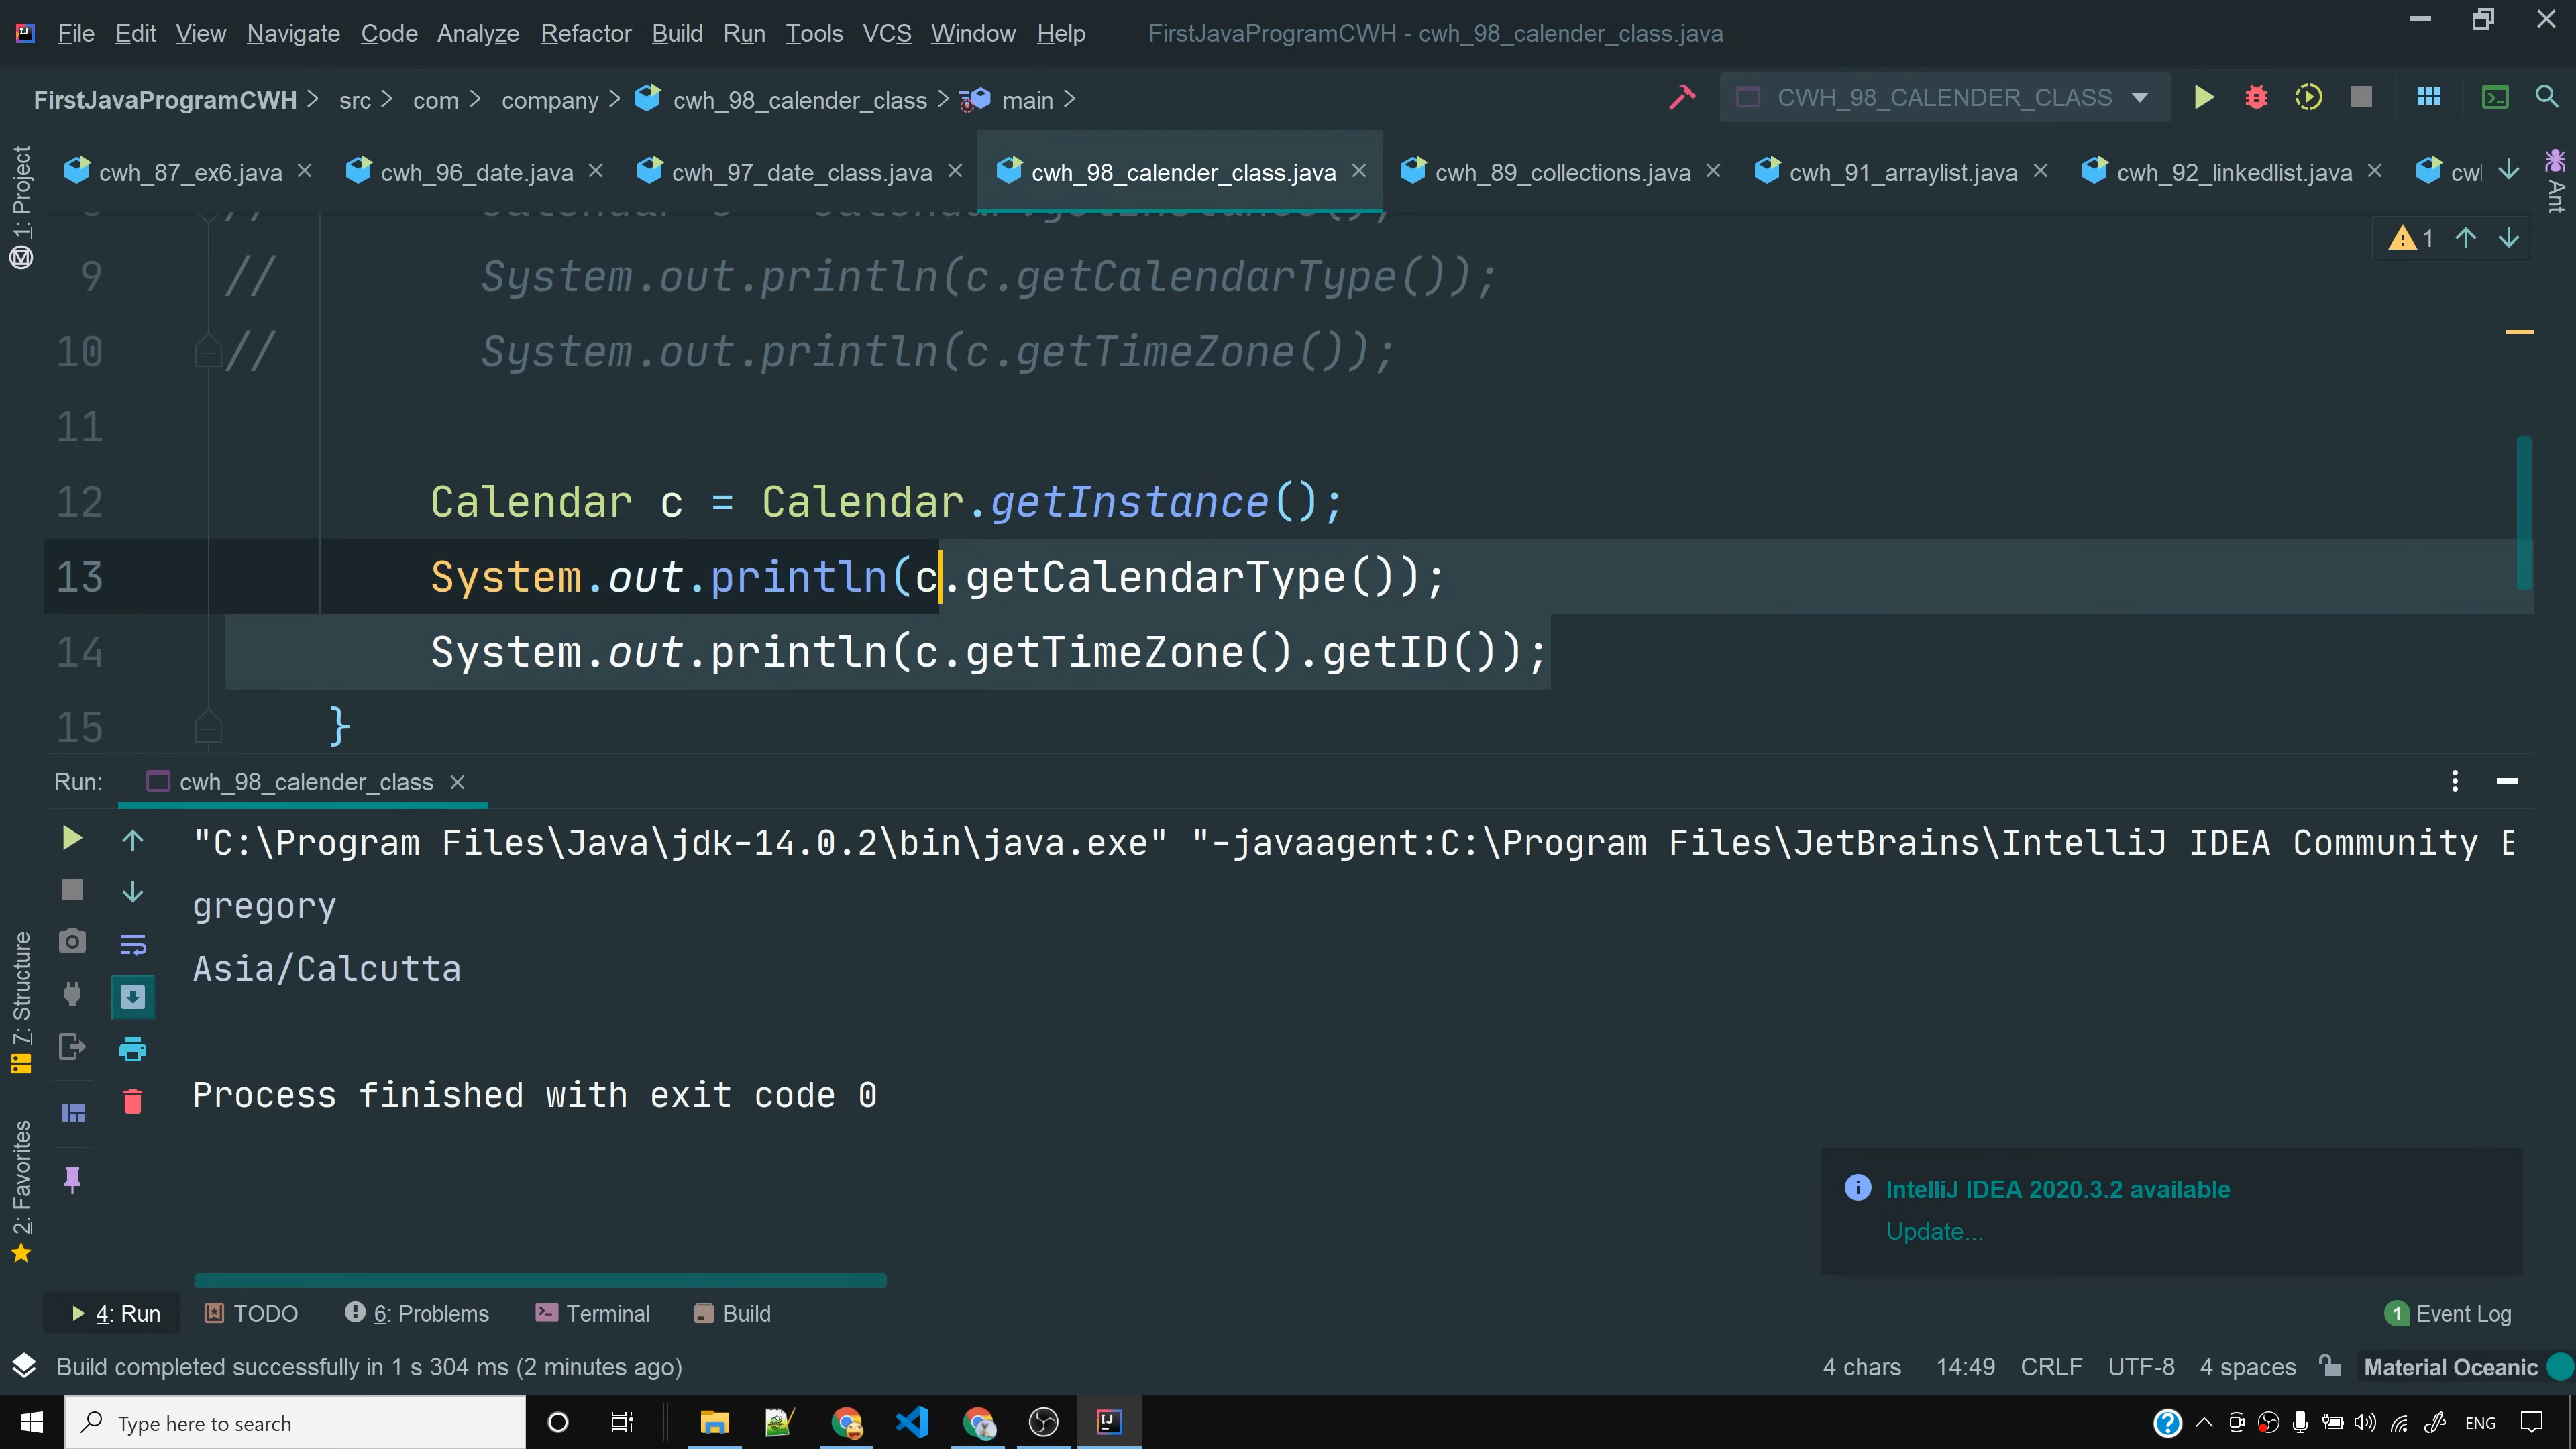 File Edit View Navigate Code Analyze Refactor Build Run Tools VCS Window Help FirstJavaProgramCWH - cwh_98_calender_class.java
FirstJavaProgramCWH > src > com > company > cwh_98_calender_class > main > CWH_98_CALENDER_CLASS
cwh_87_ex6.java cwh_96_date.java cwh_97_date_class.java cwh_98_calender_class.java cwh_89_collections.java cwh_91_arraylist.java cwh_92_linkedlist.java
1: Project
Ant
1
// Calendar c = Calendar.getInstance();
9 // System.out.println(c.getCalendarType());
10 // System.out.println(c.getTimeZone());
11
12 Calendar c = Calendar.getInstance();
13 System.out.println(c.getCalendarType());
14 System.out.println(c.getTimeZone().getID());
15 }
Run: cwh_98_calender_class
"C:\Program Files\Java\jdk-14.0.2\bin\java.exe" "-javaagent:C:\Program Files\JetBrains\IntelliJ IDEA Community E
gregory
Asia/Calcutta
Process finished with exit code 0
7: Structure
2: Favorites
IntelliJ IDEA 2020.3.2 available
Update...
4: Run TODO 6: Problems Terminal Build 1 Event Log
Build completed successfully in 1 s 304 ms (2 minutes ago) 4 chars 14:49 CRLF UTF-8 4 spaces Material Oceanic
Type here to search ENG